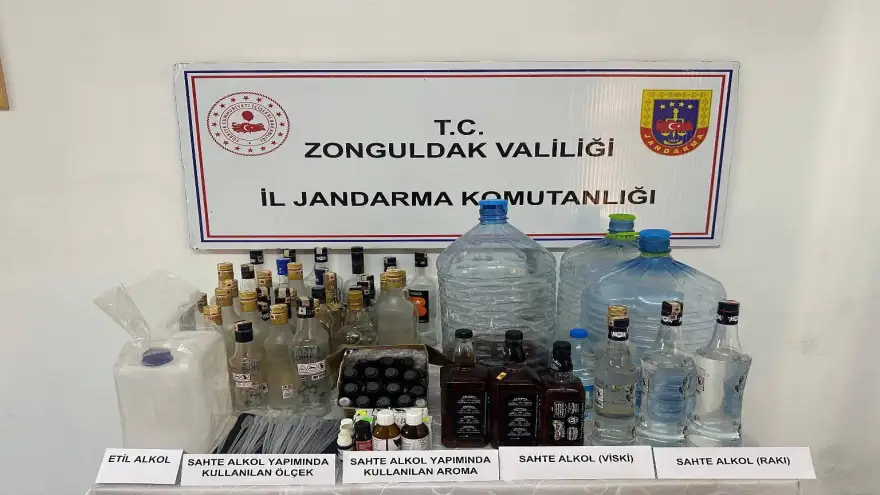 T.C.
ZONGULDAK VALİLİĞİ
İL JANDARMA KOMUTANLIĞI
JANDARMA
ETİL ALKOL
SAHTE ALKOL YAPIMINDA
KULLANILAN ÖLÇEK
SAHTE ALKOL YAPIMINDA
KULLANILAN AROMA
SAHTE ALKOL (VİSKİ)
SAHTE ALKOL (RAKI)